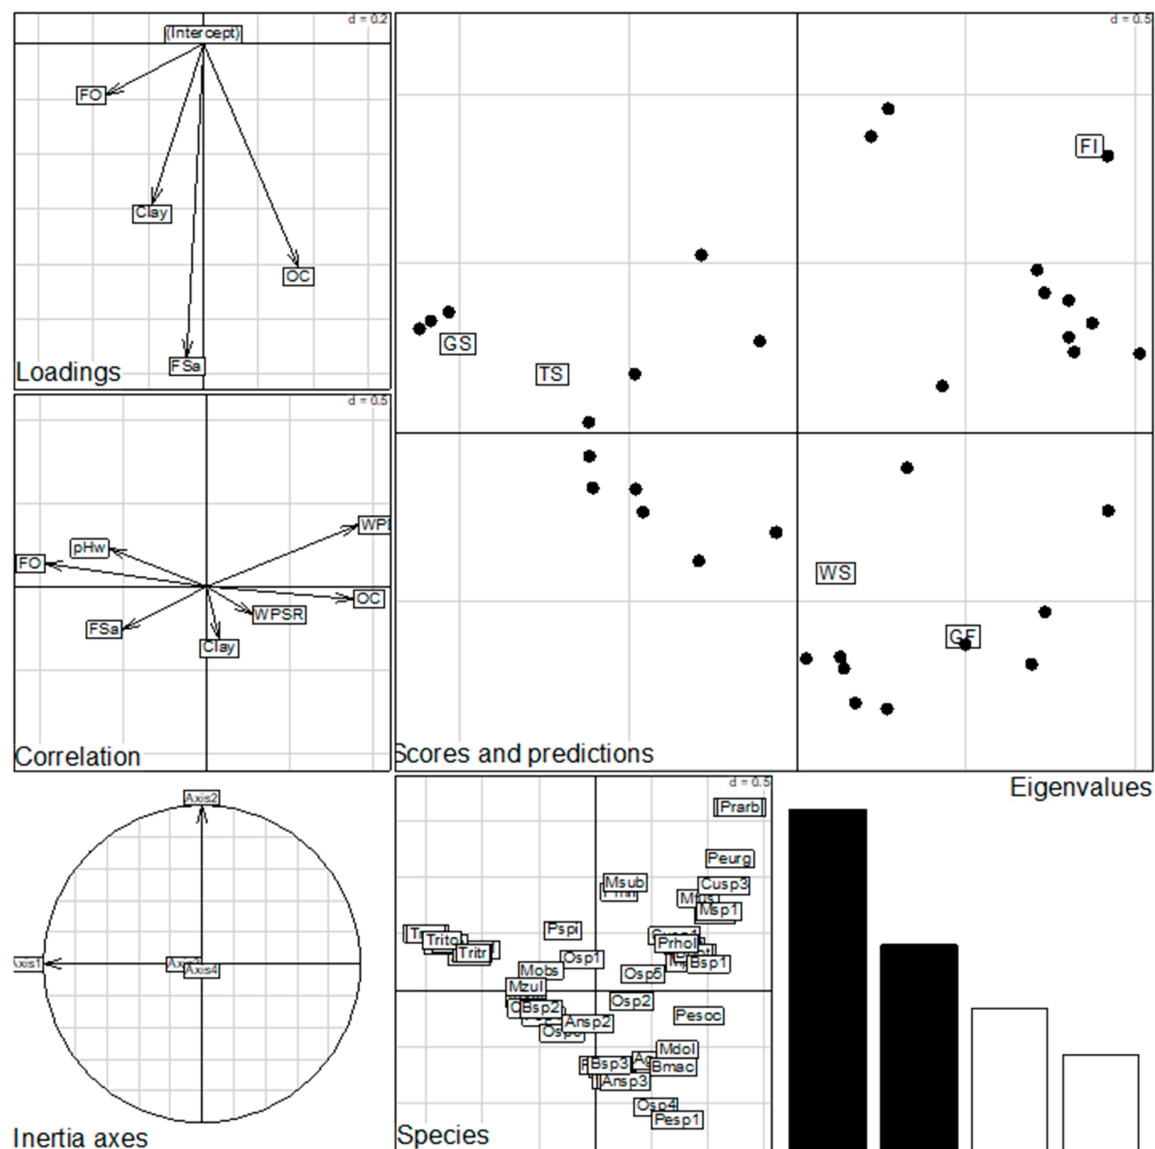 d = 0.2
(Intercept)
FO
Clay
OC
FSa
Loadings
d = 0.5
FI
GS
TS
WS
GF
Scores and predictions
d = 0.5
pHw
FO
FSa
Clay
WPSR
OC
Correlation
Axis2
Axis4
Inertia axes
d = 0.5
Prarb
Peurg
Cusp3
Msub
Msp1
Pspi
Trito
Tritr
Prhol
Osp1
Bsp1
Mobs
Osp5
Mzul
Osp2
Bsp2
Ansp2
Pesoc
Mdol
Bsp3
Bmac
Ansp3
Osp4
Pesp1
Species
Eigenvalues